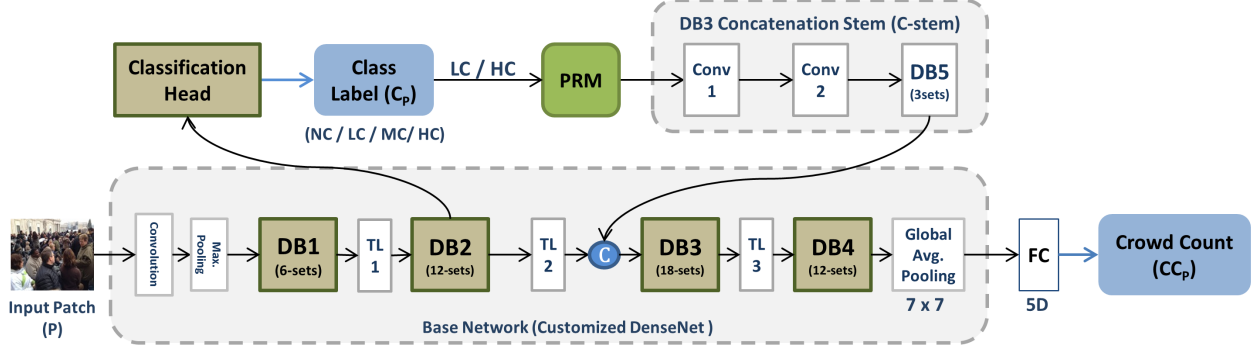 DB3 Concatenation Stem (C-stem)
Classification
Head
Class
Label (CP)
LC / HC
PRM
Conv
1
Conv
2
DB5
(3sets)
(NC / LC / MC/ HC)
Input Patch
(P)
Convolution
Max.
Pooling
DB1
(6-sets)
TL
1
DB2
(12-sets)
TL
2
C
DB3
(18-sets)
TL
3
DB4
(12-sets)
Global
Avg.
Pooling
7 x 7
FC
5D
Crowd Count
(CCP)
Base Network (Customized DenseNet )